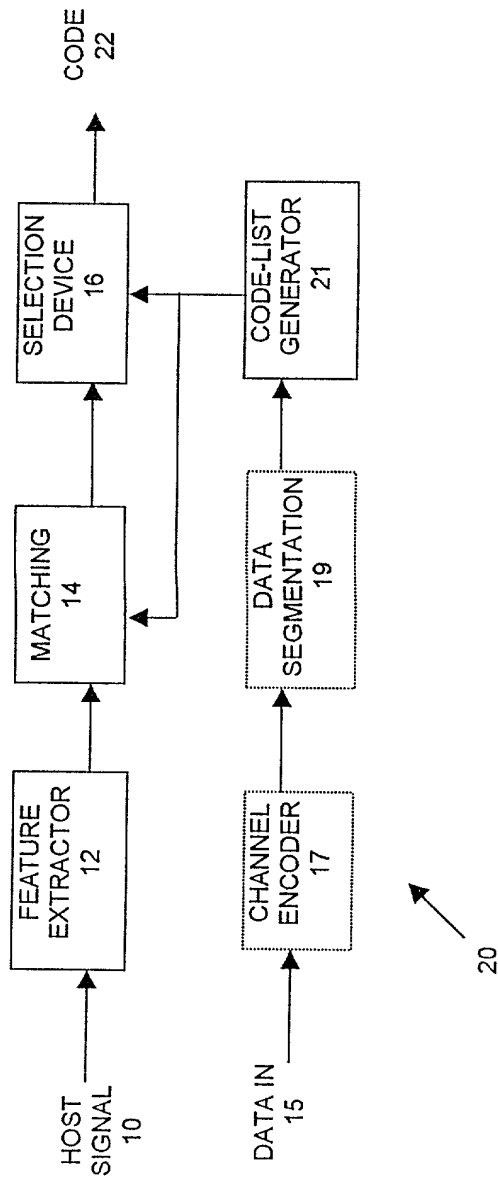 HOST
SIGNAL
10
FEATURE
EXTRACTOR
12
MATCHING
14
SELECTION
DEVICE
16
CODE
22
DATA IN
15
CHANNEL
ENCODER
17
DATA
SEGMENTATION
19
CODE-LIST
GENERATOR
21
20